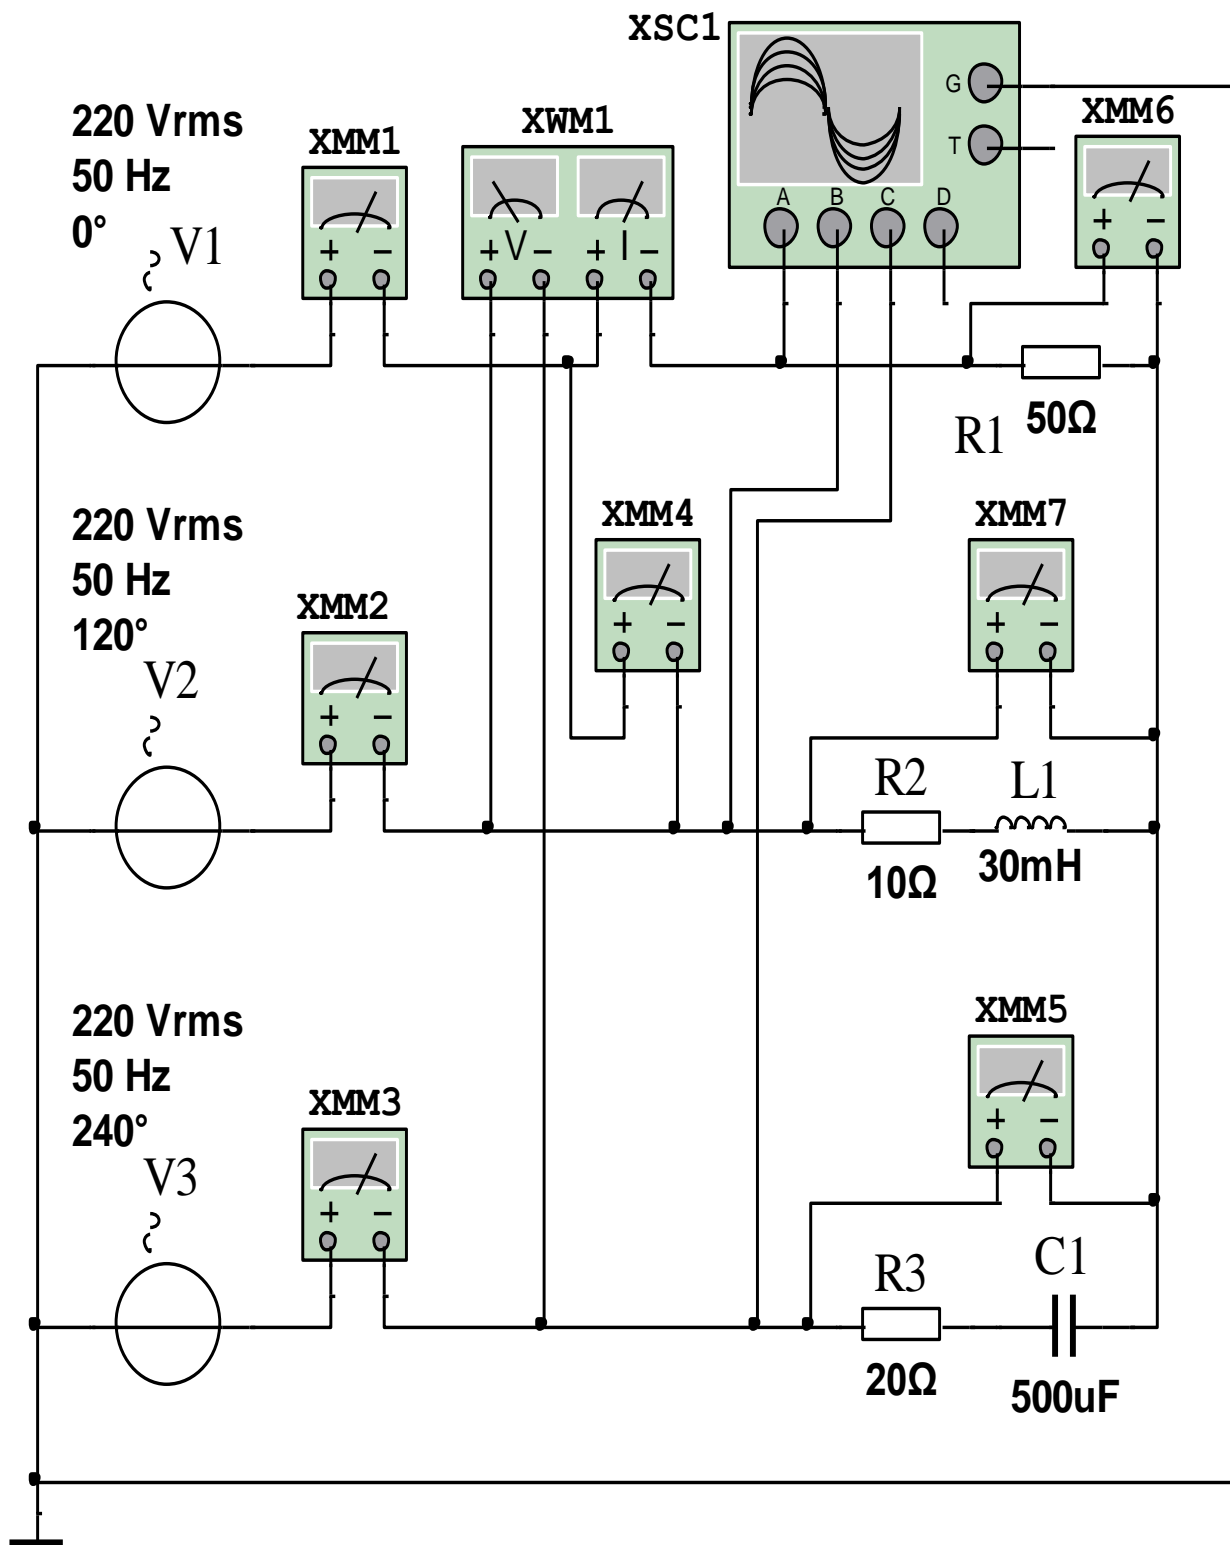 XSC1
G
T
A B C D
220 Vrms
50 Hz
0°
V1
XMM1
+ −
XWM1
+ V − + I −
XMM6
+ −
R1
50Ω
220 Vrms
50 Hz
120°
V2
XMM2
+ −
XMM4
+ −
XMM7
+ −
R2
10Ω
L1
30mH
220 Vrms
50 Hz
240°
V3
XMM3
+ −
XMM5
+ −
R3
20Ω
C1
500uF